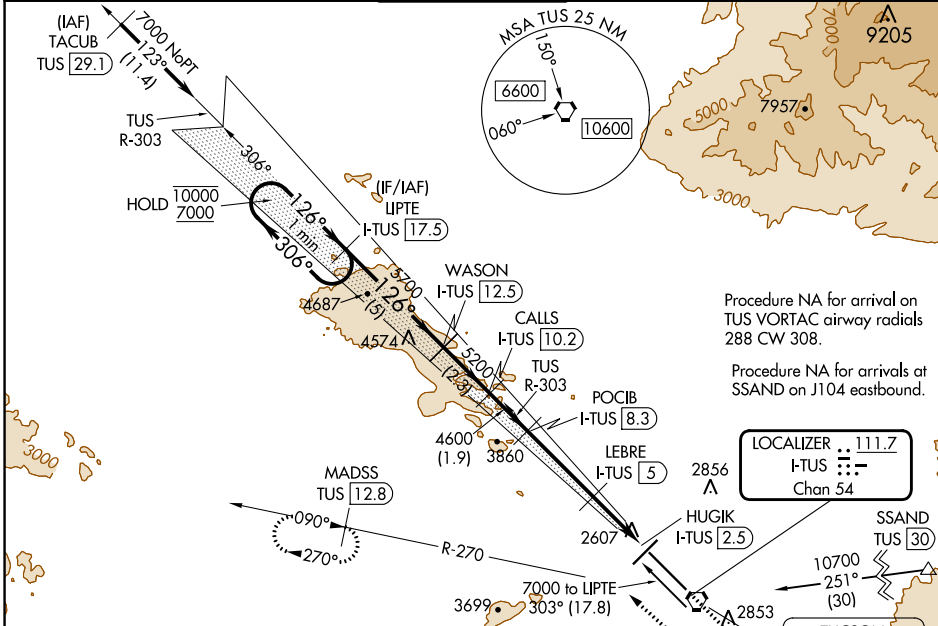 (IAF)
TACUB
TUS 29.1
7000 NoPT
123°
(11.4)
TUS
R-303
306°
HOLD 10000
7000
126°
1 min
306°
(IF/IAF)
LIPTE
I-TUS 17.5
MSA TUS 25 NM
150°
6600
060°
10600
9205
7000
7957
5000
3000
5700
126°
(5)
4687
4574
WASON
I-TUS 12.5
CALLS
I-TUS 10.2
5200
(2.3)
TUS
R-303
POCIB
I-TUS 8.3
4600
(1.9)
3860
LEBRE
I-TUS 5
Procedure NA for arrival on
TUS VORTAC airway radials
288 CW 308.
Procedure NA for arrivals at
SSAND on J104 eastbound.
LOCALIZER 111.7
I-TUS
Chan 54
3000
MADSS
TUS 12.8
090°
270°
R-270
2856
2607
HUGIK
I-TUS 2.5
SSAND
TUS 30
10700
251°
(30)
7000 to LIPTE
303° (17.8)
3699
2853